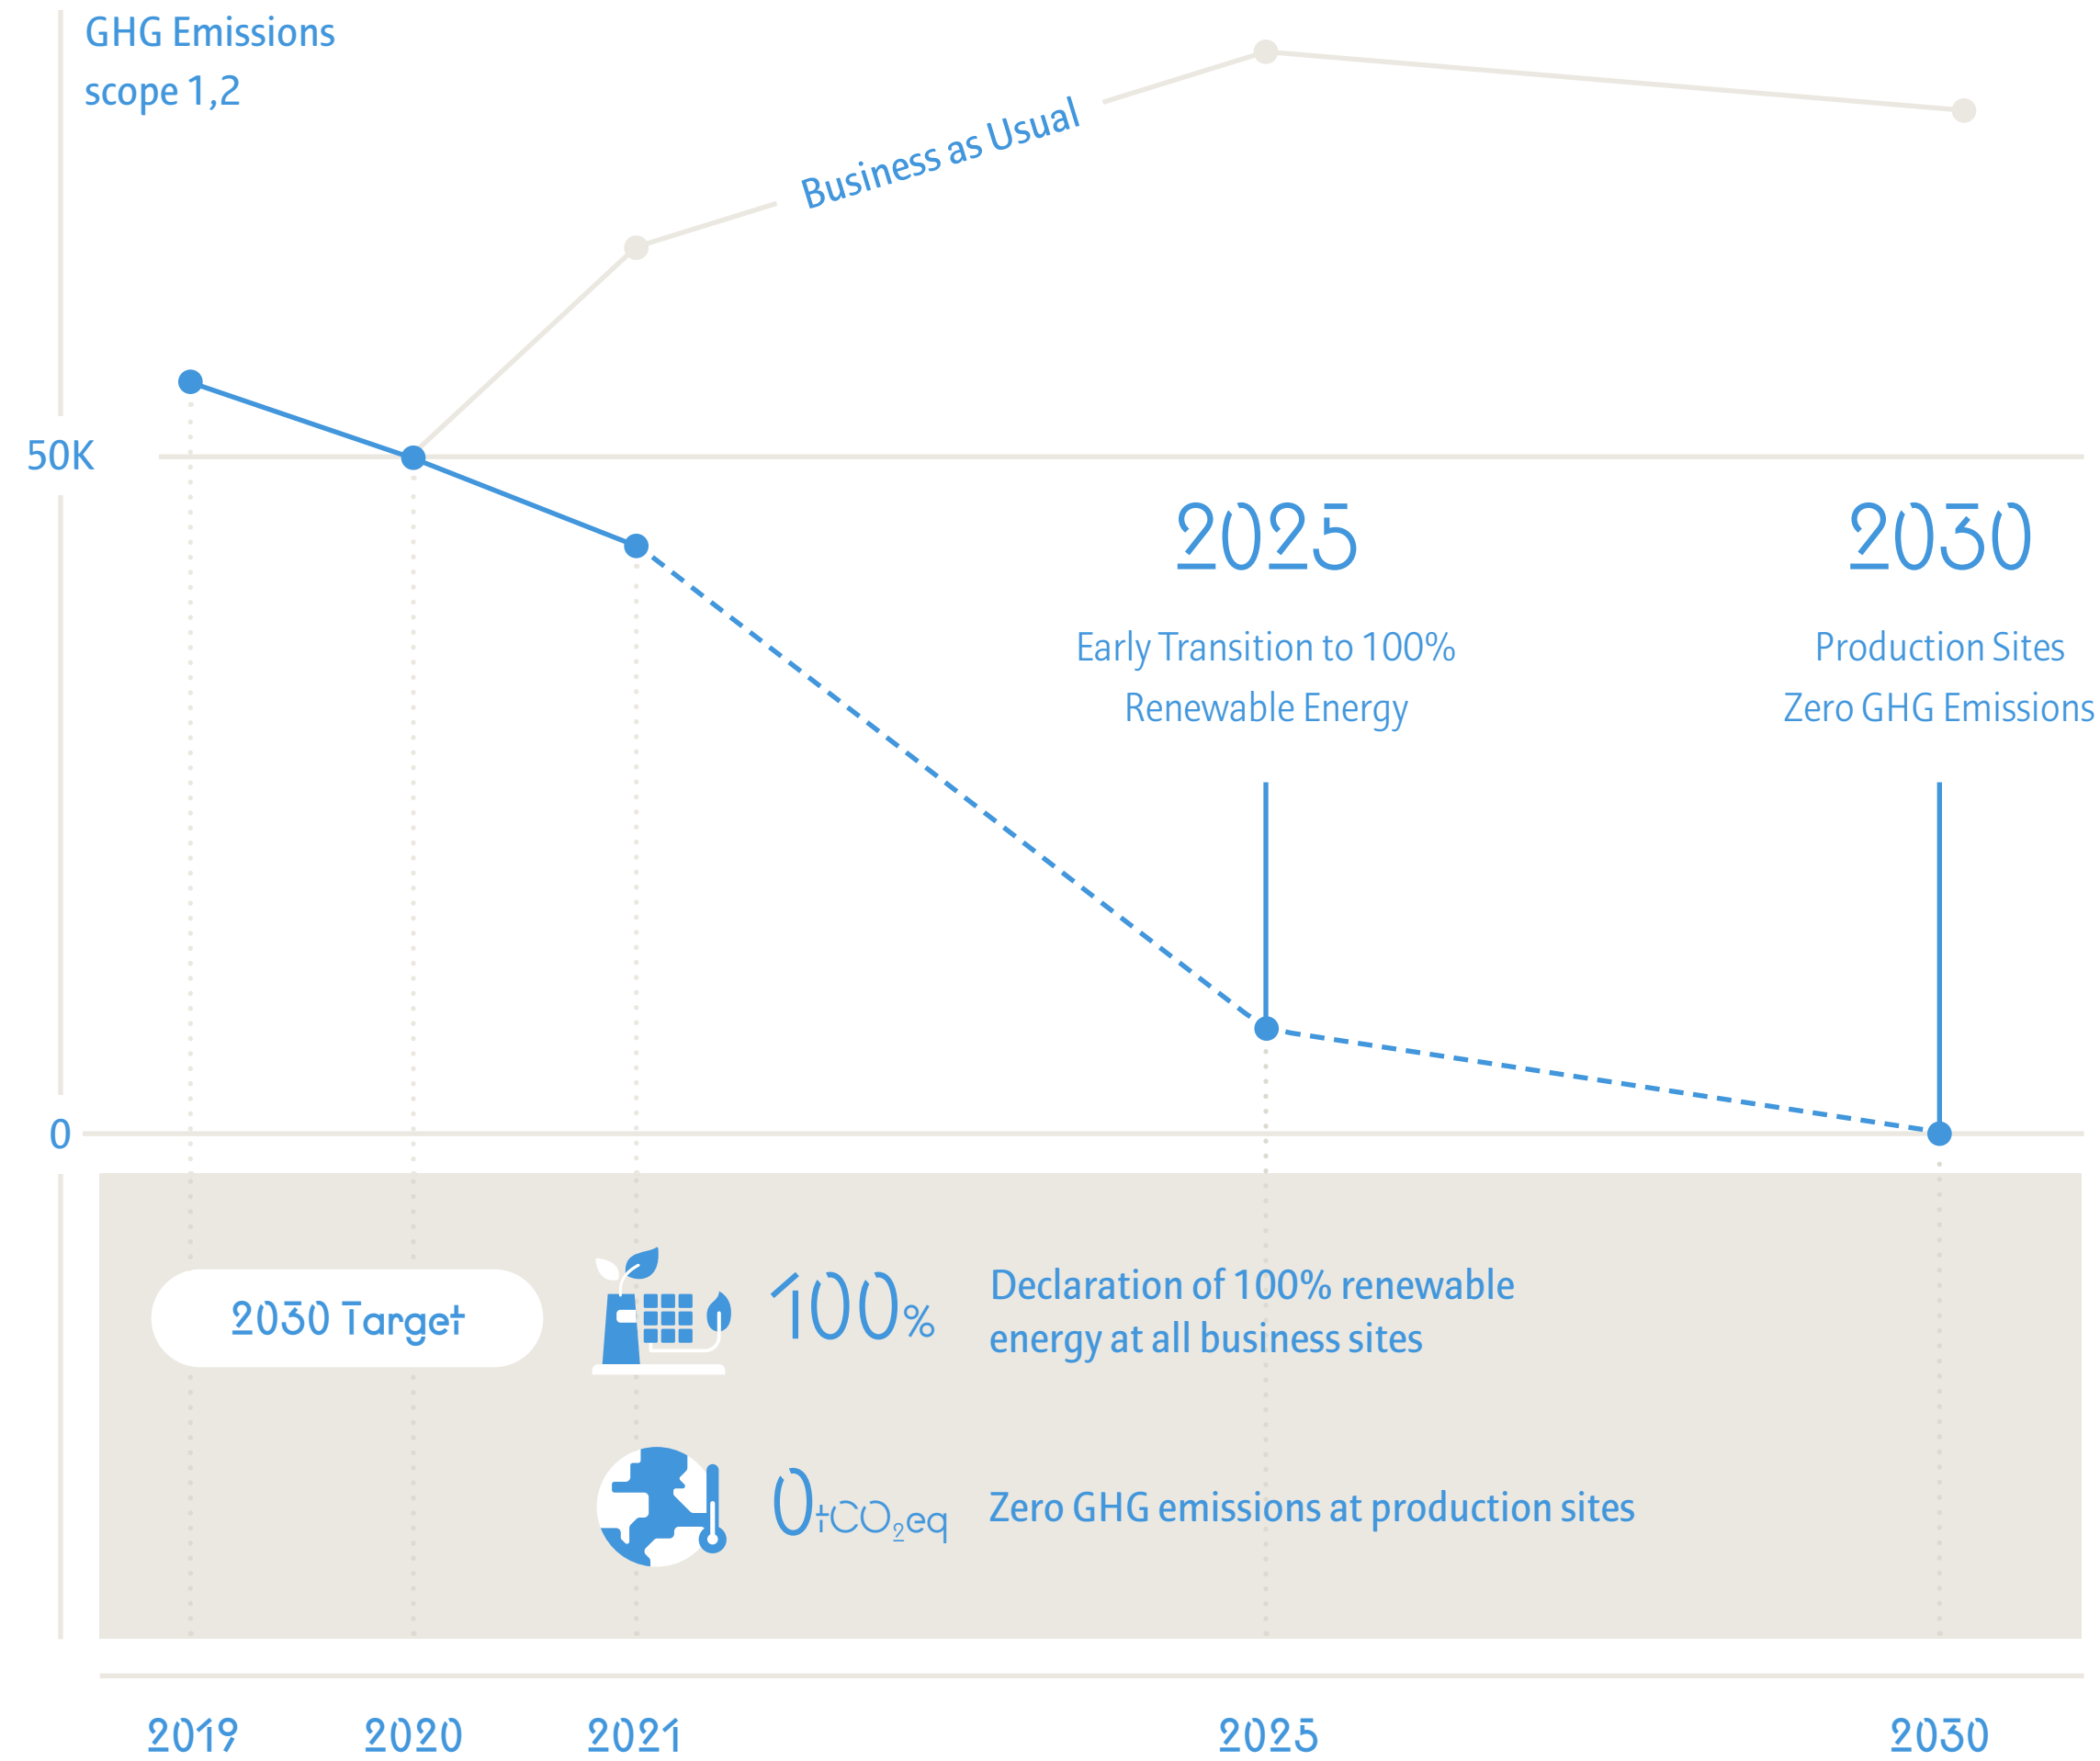 GHG Emissions
scope 1,2
Business as Usual
50K
2025
Early Transition to 100%
Renewable Energy
2030
Production Sites
Zero GHG Emissions
0
2030 Target
100%
Declaration of 100% renewable
energy at all business sites
0tCO₂eq
Zero GHG emissions at production sites
2019 2020 2021 2025 2030